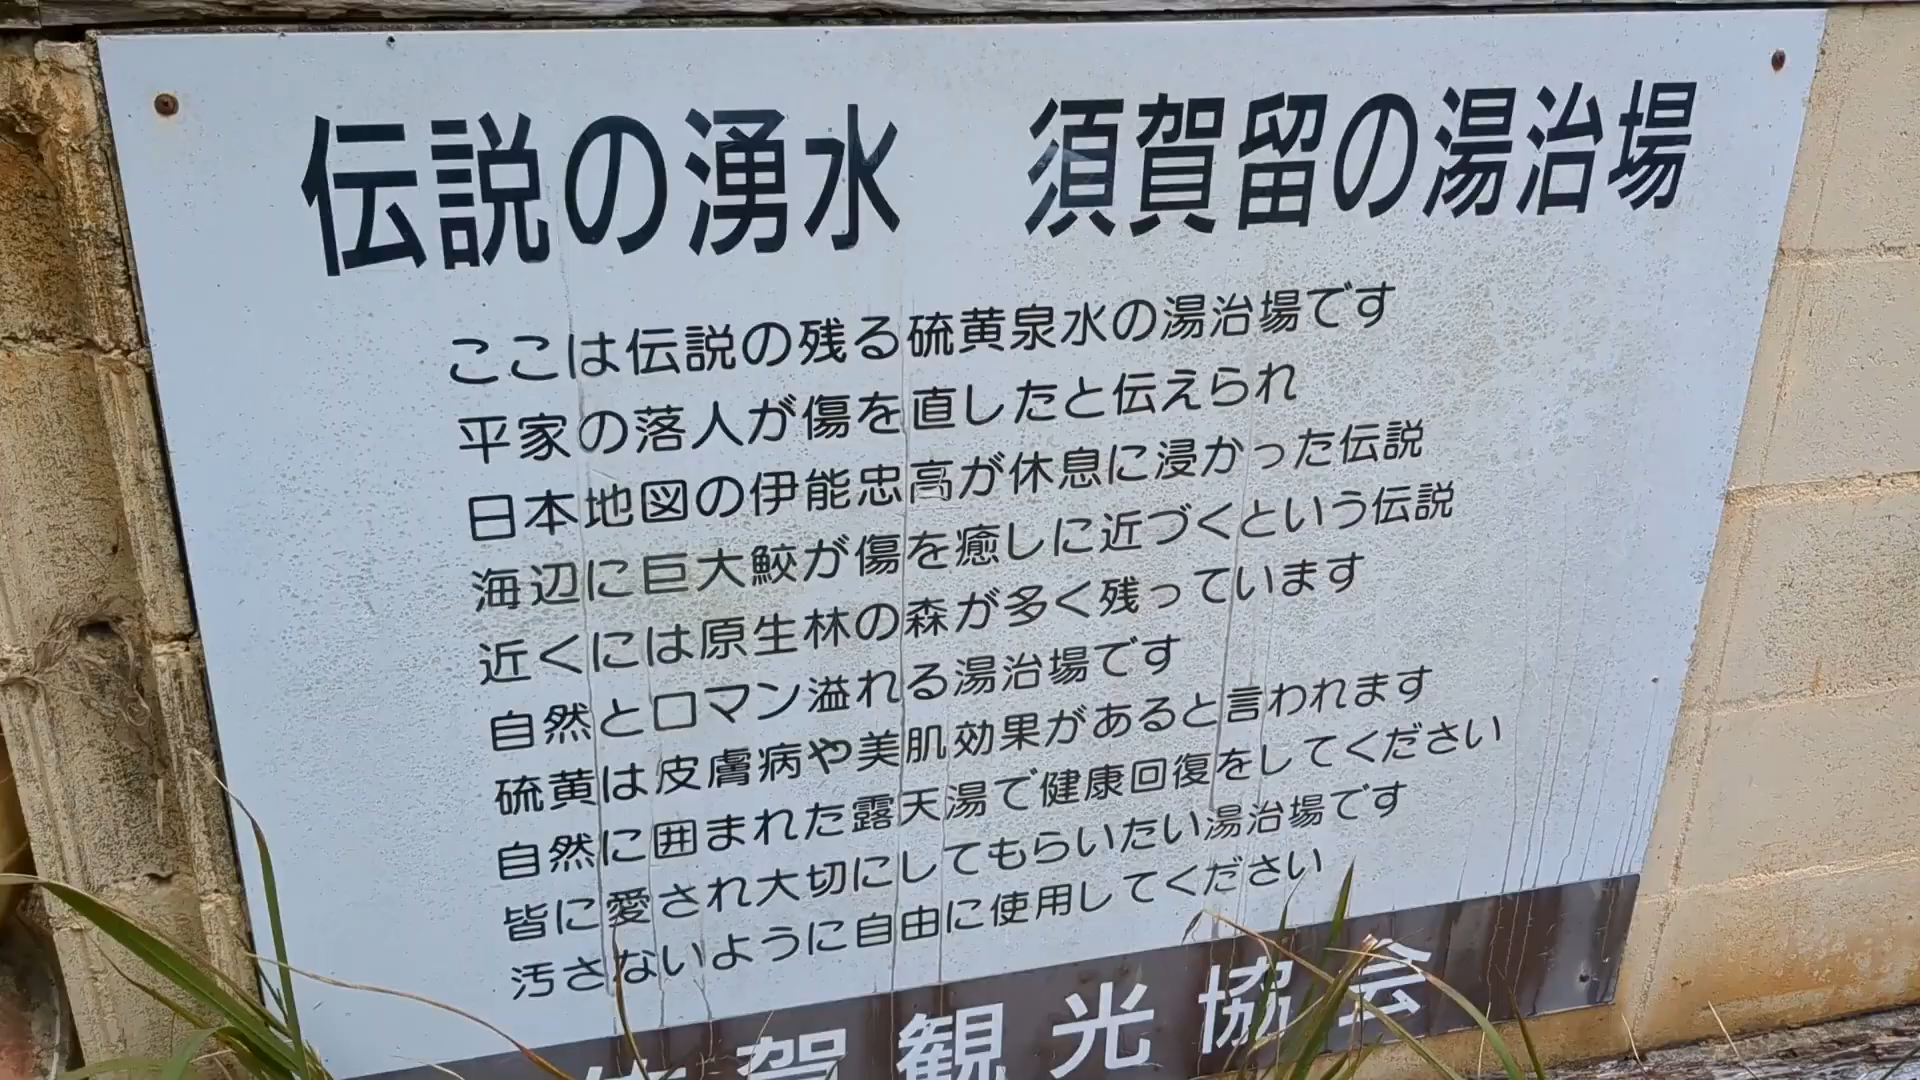 伝説の湧水　須賀留の湯治場
ここは伝説の残る硫黄泉水の湯治場です
平家の落人が傷を直したと伝えられ
日本地図の伊能忠高が休息に浸かった伝説
海辺に巨大鮫が傷を癒しに近づくという伝説
近くには原生林の森が多く残っています
自然とロマン溢れる湯治場です
硫黄は皮膚病や美肌効果があると言われます
自然に囲まれた露天湯で健康回復をしてください
皆に愛され大切にしてもらいたい湯治場です
汚さないように自由に使用してください
賀観光協会